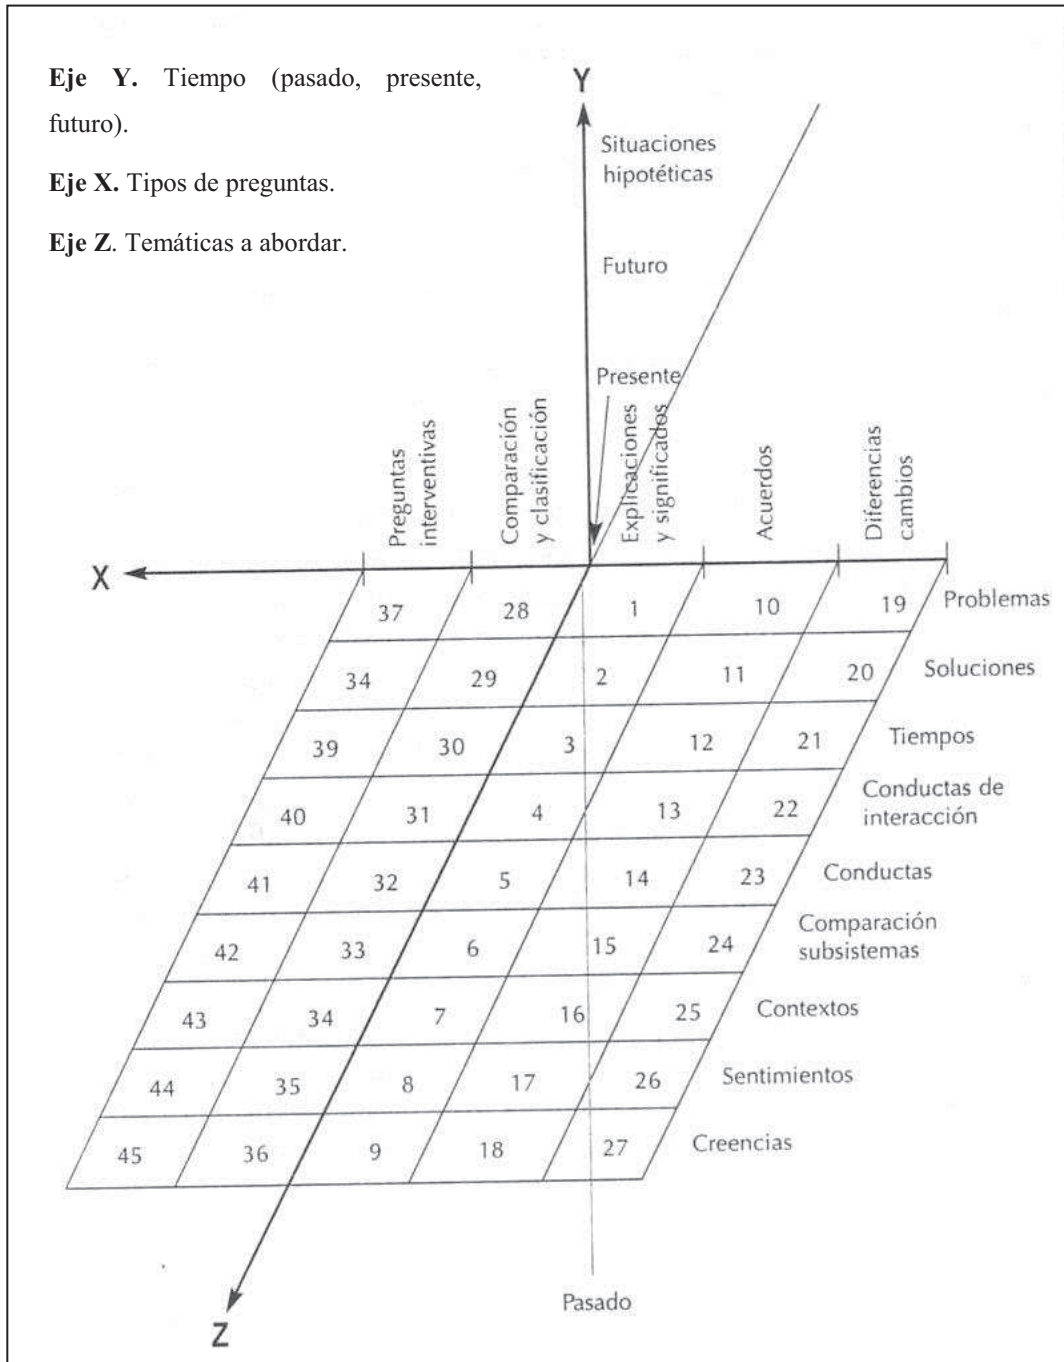 Eje Y. Tiempo (pasado, presente,
futuro).
Eje X. Tipos de preguntas.
Eje Z. Temáticas a abordar.
Y
Situaciones
hipotéticas
Futuro
Presente
Preguntas
interventivas
Comparación
y clasificación
Explicaciones
y significados
Acuerdos
Diferencias
cambios
X
37 28 1 10 19 Problemas
34 29 2 11 20 Soluciones
39 30 3 12 21 Tiempos
40 31 4 13 22 Conductas de
interacción
41 32 5 14 23 Conductas
42 33 6 15 24 Comparación
subsistemas
43 34 7 16 25 Contextos
44 35 8 17 26 Sentimientos
45 36 9 18 27 Creencias
Pasado
Z